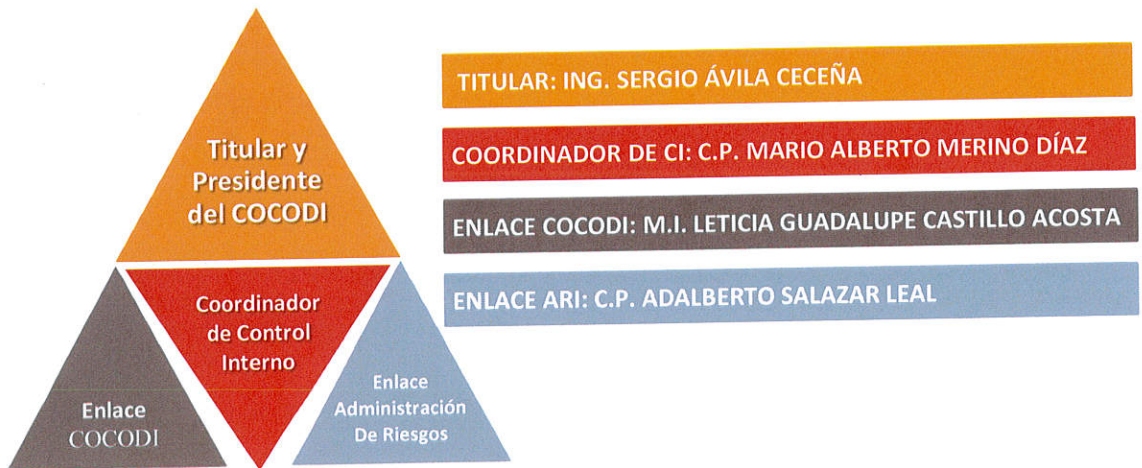 Titular y
Presidente
del COCODI
Coordinador
de Control
Interno
Enlace
COCODI
Enlace
Administración
De Riesgos
TITULAR: ING. SERGIO ÁVILA CECEÑA
COORDINADOR DE CI: C.P. MARIO ALBERTO MERINO DÍAZ
ENLACE COCODI: M.I. LETICIA GUADALUPE CASTILLO ACOSTA
ENLACE ARI: C.P. ADALBERTO SALAZAR LEAL